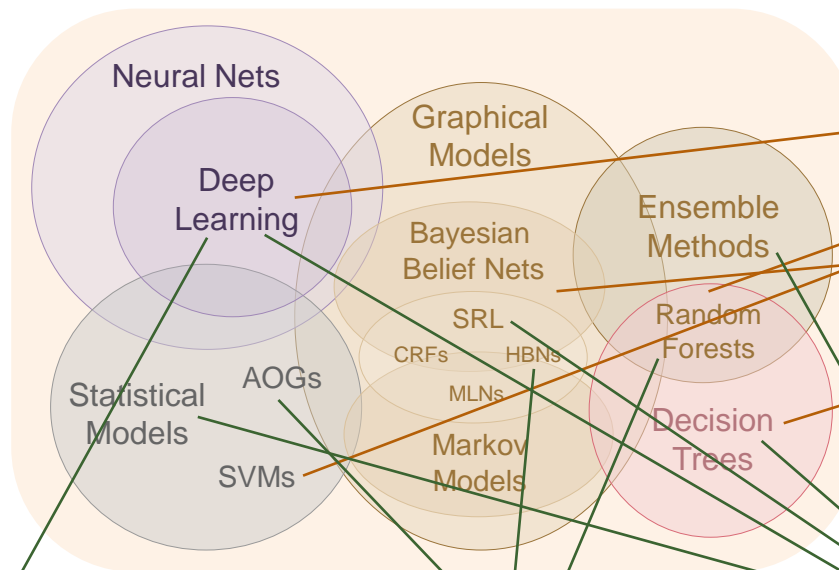 Neural Nets
Deep
Learning
Graphical
Models
Bayesian
Belief Nets
SRL
CRFs
HBNs
MLNs
Markov
Models
Ensemble
Methods
Random
Forests
Decision
Trees
Statistical
Models
AOGs
SVMs